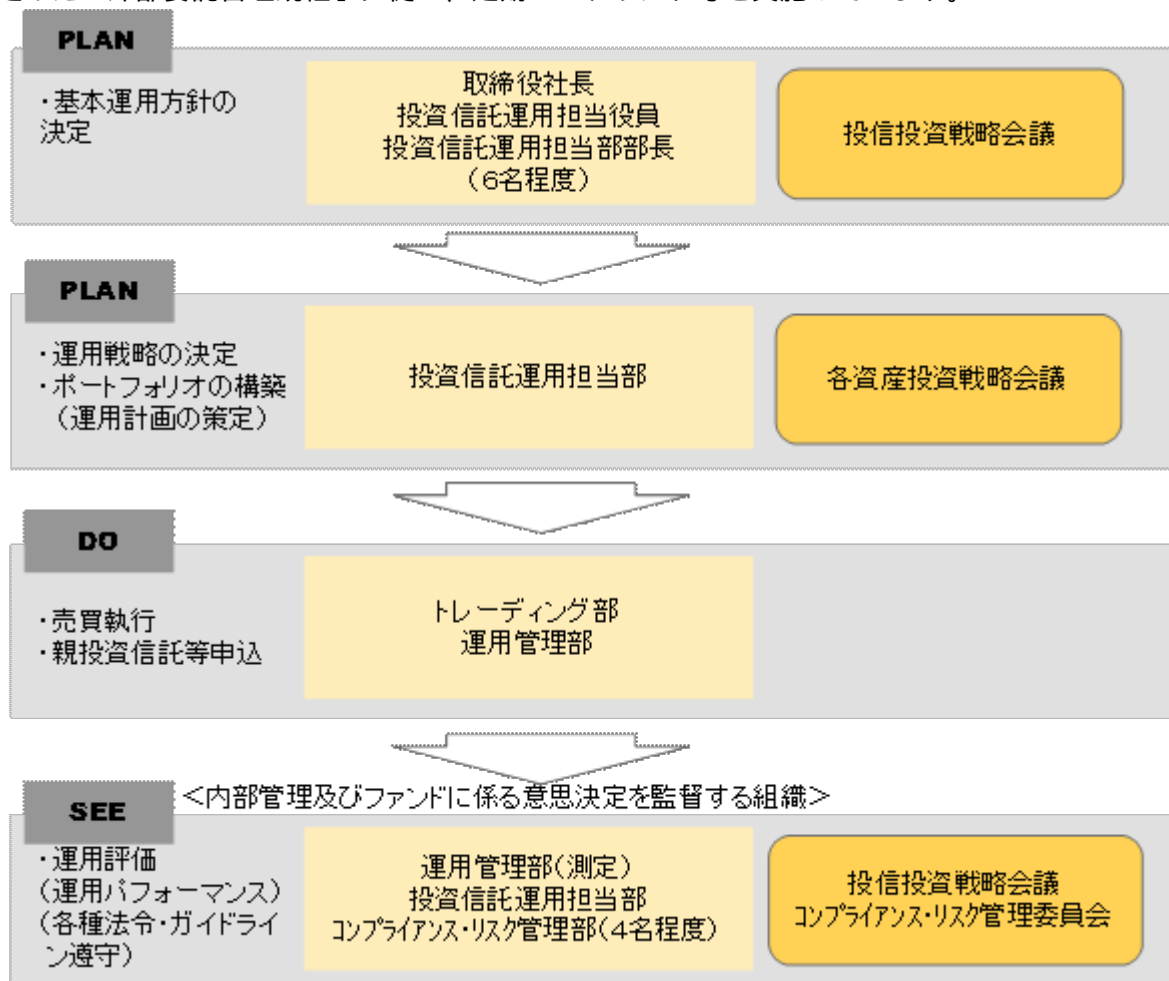 PLAN
・基本運用方針の
決定
取締役社長
投資信託運用担当役員
投資信託運用担当部部長
（6名程度）
投信投資戦略会議
PLAN
・運用戦略の決定
・ポートフォリオの構築
（運用計画の策定）
投資信託運用担当部
各資産投資戦略会議
DO
・売買執行
・親投資信託等申込
トレーディング部
運用管理部
SEE
＜内部管理及びファンドに係る意思決定を監督する組織＞
・運用評価
（運用パフォーマンス）
（各種法令・ガイドライ
ン遵守）
運用管理部（測定）
投資信託運用担当部
コンプライアンス・リスク管理部（4名程度）
投信投資戦略会議
コンプライアンス・リスク管理委員会